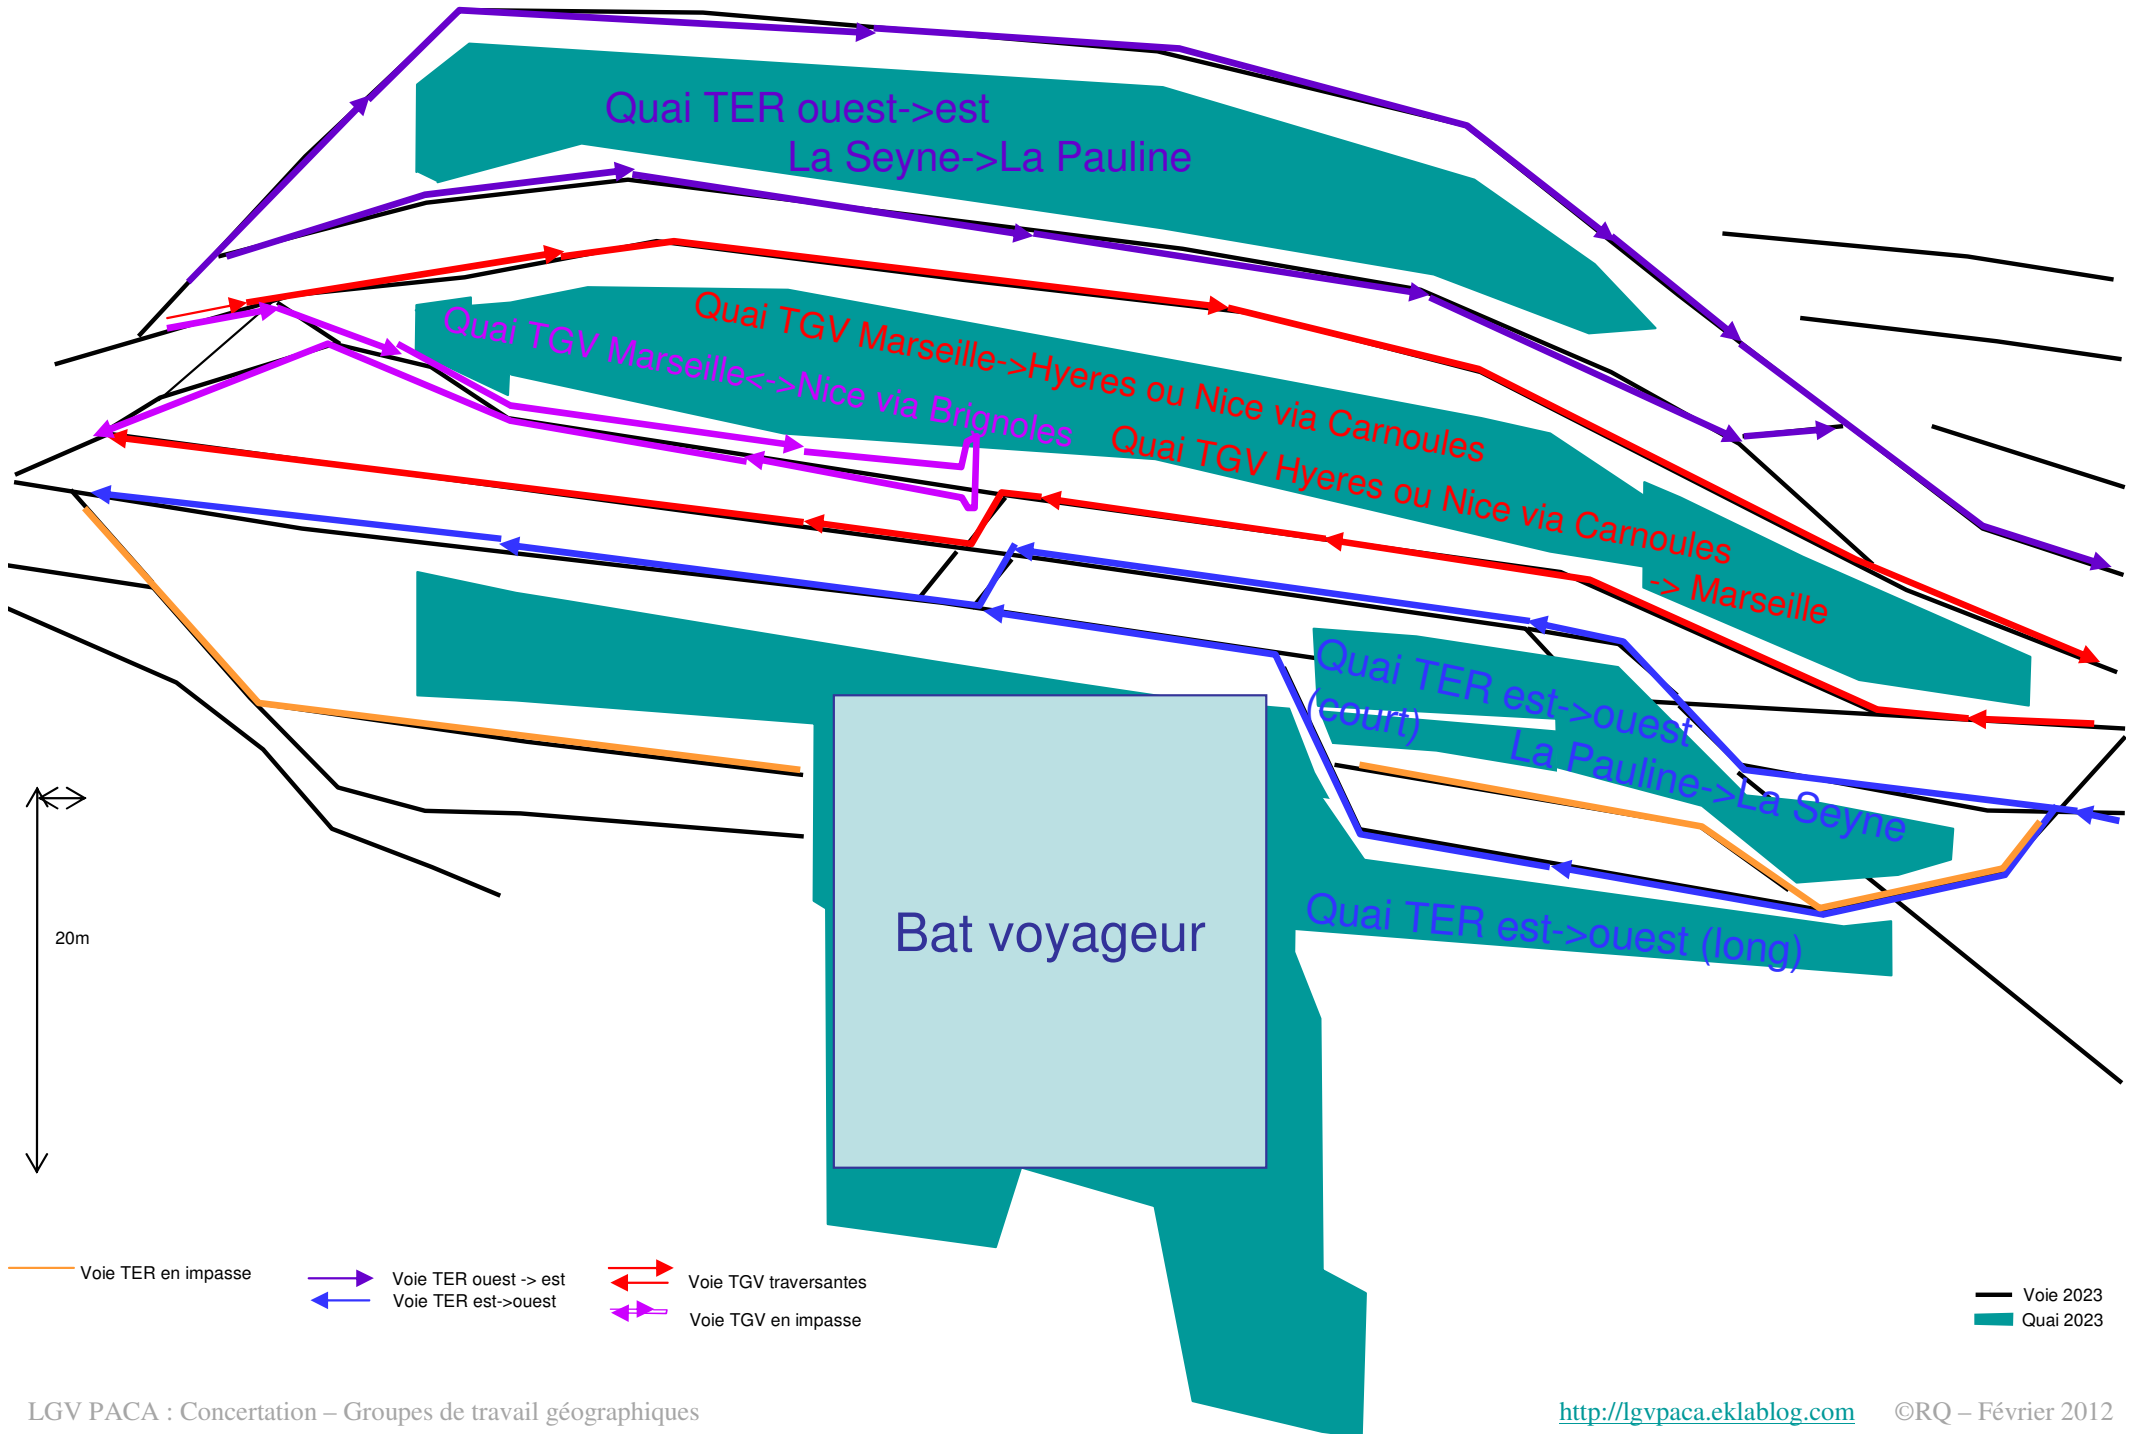 Quai TER ouest->est
La Seyne->La Pauline
Quai TGV Marseille->Hyeres ou Nice via Carnoules
Quai TGV Marseille<->Nice via Brignoles
Quai TGV Hyeres ou Nice via Carnoules
-> Marseille
Quai TER est->ouest
(court)
La Pauline->La Seyne
Quai TER est->ouest (long)
Bat voyageur
20m
Voie TER en impasse
Voie TER ouest -> est
Voie TER est->ouest
Voie TGV traversantes
Voie TGV en impasse
Voie 2023
Quai 2023
LGV PACA : Concertation – Groupes de travail géographiques
http://lgvpaca.eklablog.com
©RQ – Février 2012